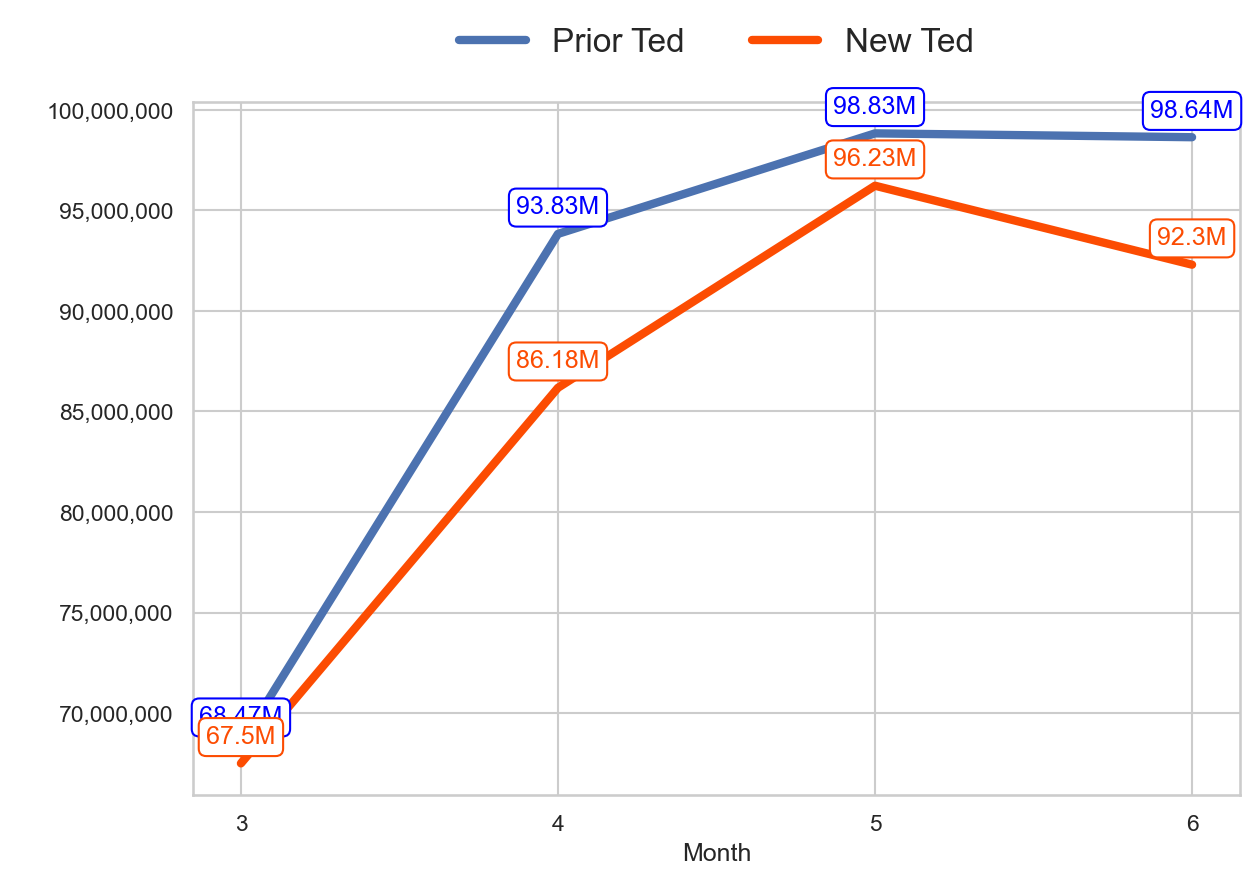 Prior Ted New Ted
100,000,000
95,000,000
90,000,000
85,000,000
80,000,000
75,000,000
70,000,000
98.83M
98.64M
96.23M
93.83M
92.3M
86.18M
68.47M
67.5M
3 4 5 6
Month